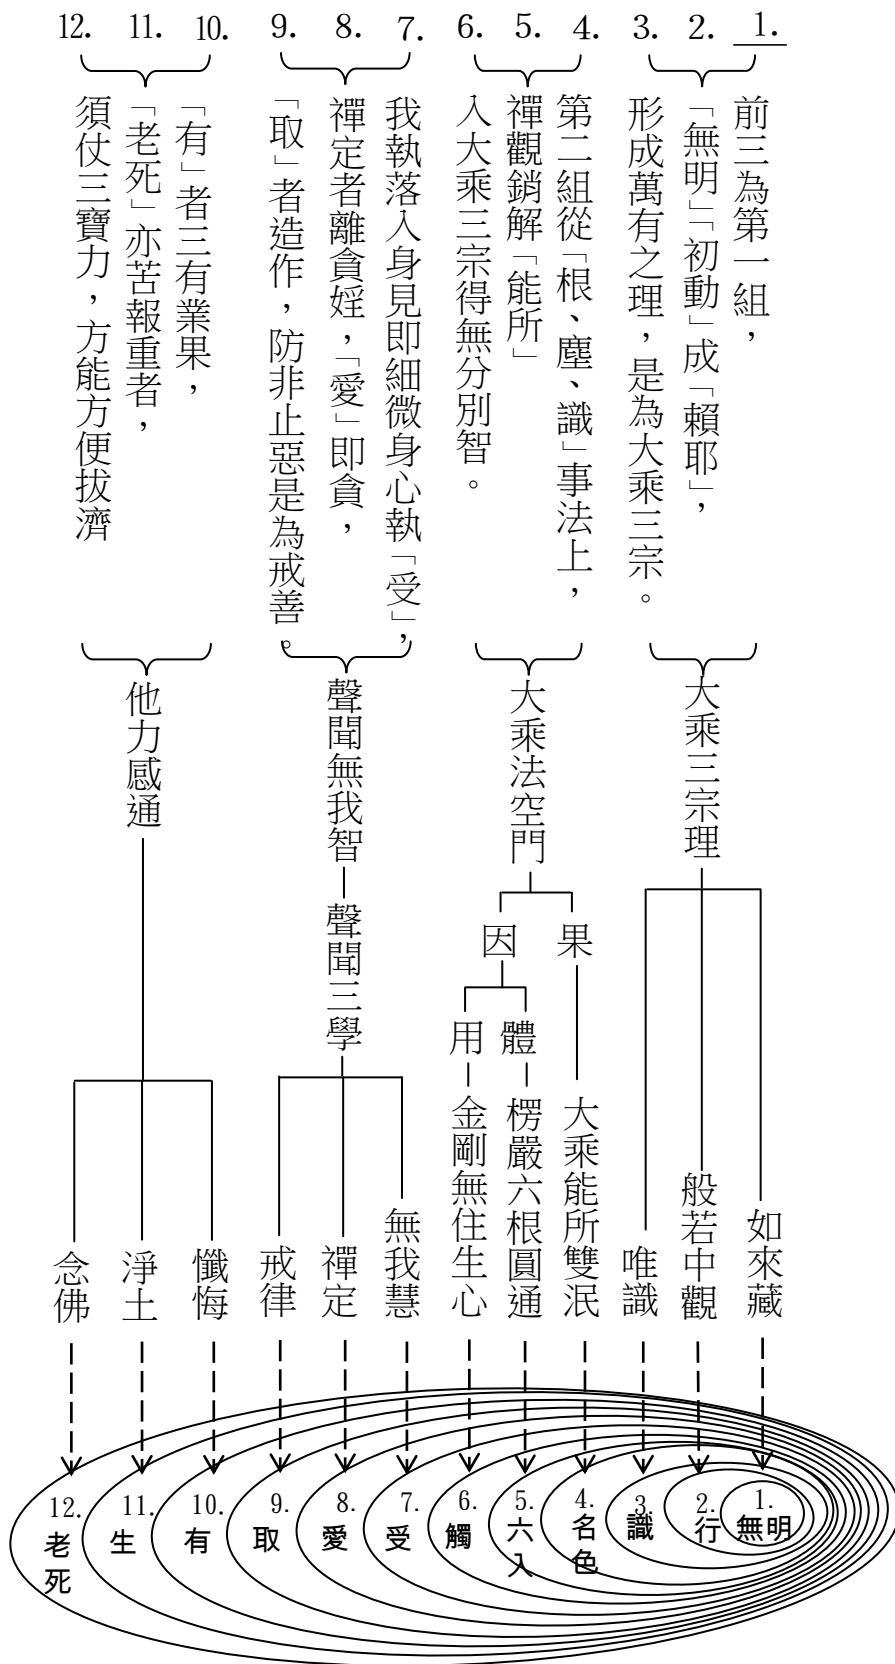 1.
2.
3.
4.
5.
6.
7.
8.
9.
10.
11.
12.
前三為第一組，
「無明」「初動」成「賴耶」，
形成萬有之理，是為大乘三宗。
第二組從「根、塵、識」事法上，
禪觀銷解「能所」
入大乘三宗得無分別智。
我執落入身見即細微身心執「受」，
禪定者離貪婬，「愛」即貪，
「取」者造作，防非止惡是為戒善。
「有」者三有業果，
「老死」亦苦報重者，
須仗三寶力，方能方便拔濟
大乘三宗理
大乘法空門
聲聞無我智
聲聞三學
他力感通
果
因
體
用
如來藏
般若中觀
唯識
大乘能所雙泯
楞嚴六根圓通
金剛無住生心
無我慧
禪定
戒律
懺悔
淨土
念佛
1.
無明
2.
行
3.
識
4.
名色
5.
六入
6.
觸
7.
受
8.
愛
9.
取
10.
有
11.
生
12.
老死